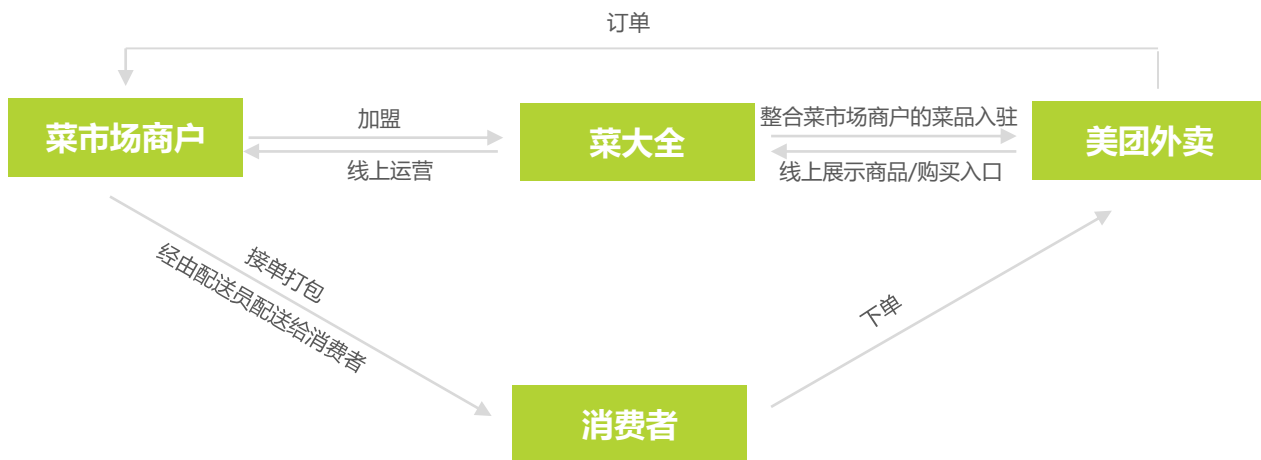 订单
菜市场商户
加盟
线上运营
菜大全
整合菜市场商户的菜品入驻
线上展示商品/购买入口
美团外卖
接单打包
经由配送员配送给消费者
下单
消费者